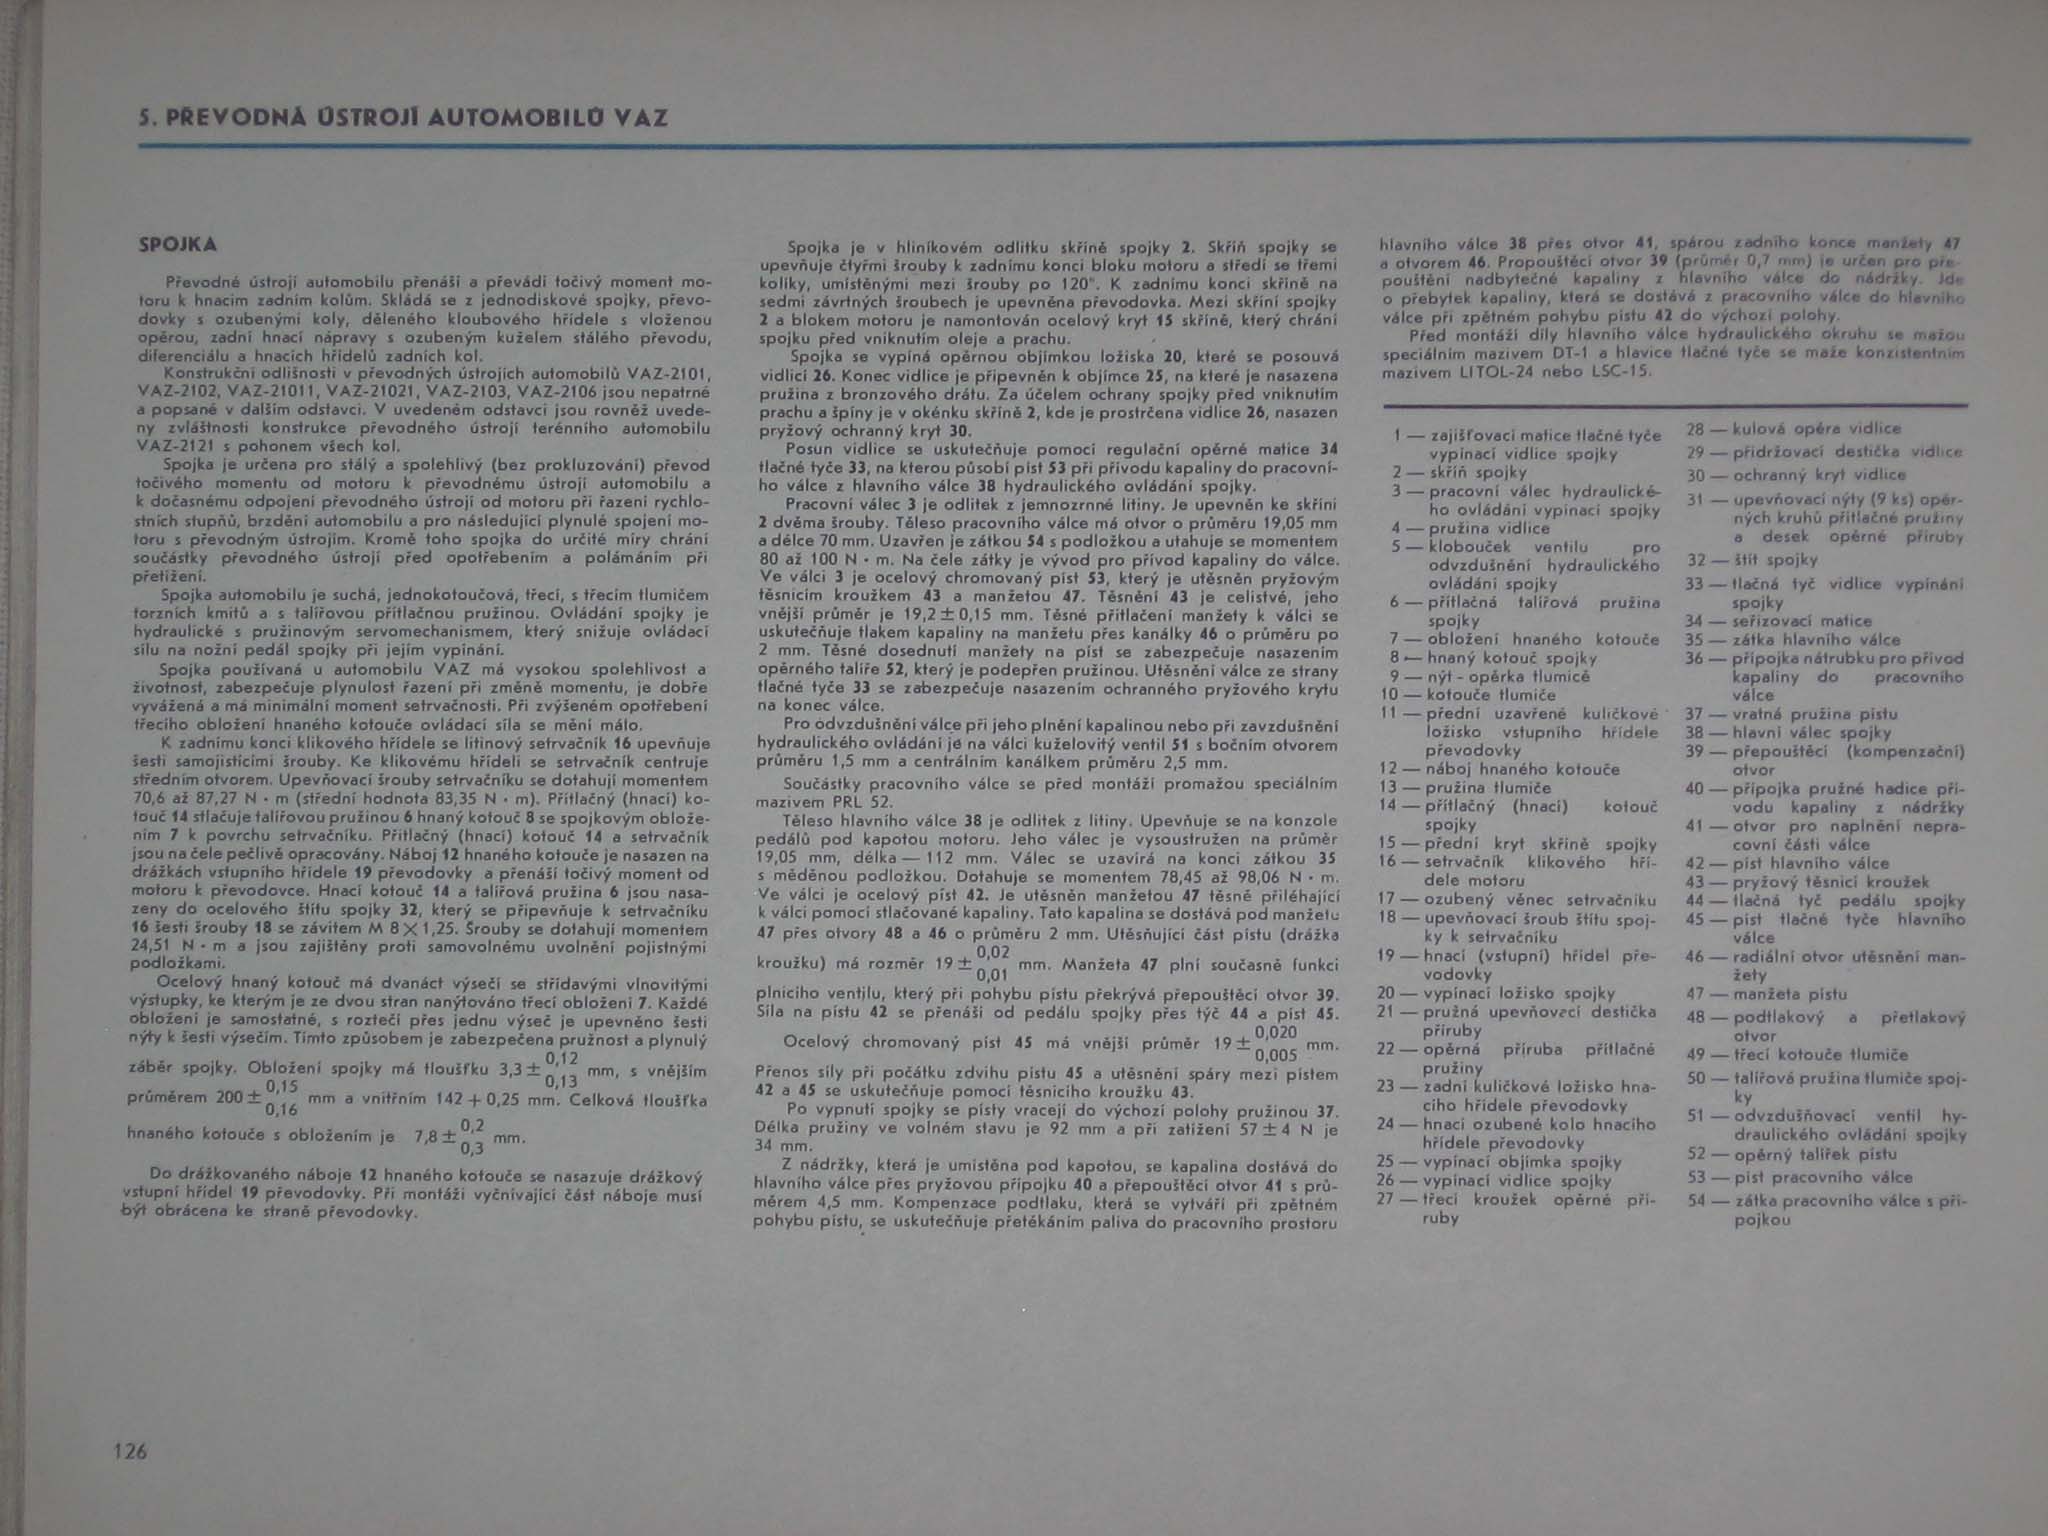 5. PŘEVODNÁ ÚSTROJÍ AUTOMOBILŮ VAZ
SPOJKA
Převodné ústrojí automobilu přenáší a převádí točivý moment mo-
toru k hnacím zadním kolům. Skládá se z jednodiskové spojky, převo-
dovky s ozubenými koly, děleného kloubového hřídele s vloženou
opěrou, zadní hnací nápravy s ozubeným kuželem stálého převodu,
diferenciálu a hnacích hřídelů zadních kol.
Konstrukční odlišnosti v převodných ústrojích automobilů VAZ-2101,
VAZ-2102, VAZ-21011, VAZ-21021, VAZ-2103, VAZ-2106 jsou nepatrné
a popsané v dalším odstavci. V uvedeném odstavci jsou rovněž uvede-
ny zvláštnosti konstrukce převodného ústrojí terénního automobilu
VAZ-2121 s pohonem všech kol.
Spojka je určena pro stálý a spolehlivý (bez prokluzování) převod
točivého momentu od motoru k převodnému ústrojí automobilu a
k dočasnému odpojení převodného ústrojí od motoru při řazení rychlo-
stních stupňů, brzdění automobilu a pro následující plynulé spojení mo-
toru s převodným ústrojím. Kromě toho spojka do určité míry chrání
součástky převodného ústrojí před opotřebením a polámáním při
přetížení.
Spojka automobilu je suchá, jednokotoučová, třecí, s třecím tlumičem
torzních kmitů a s talířovou přítlačnou pružinou. Ovládání spojky je
hydraulické s pružinovým servomechanismem, který snižuje ovládací
sílu na nožní pedál spojky při jejím vypínání.
Spojka používaná u automobilu VAZ má vysokou spolehlivost a
životnost, zabezpečuje plynulost řazení při změně momentu, je dobře
vyvážená a má minimální moment setrvačnosti. Při zvýšeném opotřebení
třecího obložení hnaného kotouče ovládací síla se mění málo.
K zadnímu konci klikového hřídele se litinový setrvačník 16 upevňuje
šesti samojistícími šrouby. Ke klikovému hřídeli se setrvačník centruje
středním otvorem. Upevňovací šrouby setrvačníku se dotahují momentem
70,6 až 87,27 N · m (střední hodnota 83,35 N · m). Přítlačný (hnací) ko-
touč 14 stlačuje talířovou pružinou 6 hnaný kotouč 8 se spojkovým oblože-
ním 7 k povrchu setrvačníku. Přítlačný (hnací) kotouč 14 a setrvačník
jsou na čele pečlivě opracovány. Náboj 12 hnaného kotouče je nasazen na
drážkách vstupního hřídele 19 převodovky a přenáší točivý moment od
motoru k převodovce. Hnací kotouč 14 a talířová pružina 6 jsou nasa-
zeny do ocelového štítu spojky 32, který se připevňuje k setrvačníku
16 šesti šrouby 18 se závitem M 8 × 1,25. Šrouby se dotahují momentem
24,51 N · m a jsou zajištěny proti samovolnému uvolnění pojistnými
podložkami.
Ocelový hnaný kotouč má dvanáct výsečí se střídavými vlnovitými
výstupky, ke kterým je ze dvou stran nanýtováno třecí obložení 7. Každé
obložení je samostatné, s roztečí přes jednu výseč je upevněno šesti
nýty k šesti výsečím. Tímto způsobem je zabezpečena pružnost a plynulý
záběr spojky. Obložení spojky má tloušťku 3,3 ± 0,12 0,13 mm, s vnějším
průměrem 200 ± 0,15 0,16 mm a vnitřním 142 + 0,25 mm. Celková tloušťka
hnaného kotouče s obložením je 7,8 ± 0,2 0,3 mm.
Do drážkovaného náboje 12 hnaného kotouče se nasazuje drážkový
vstupní hřídel 19 převodovky. Při montáži vyčnívající část náboje musí
být obrácena ke straně převodovky.
Spojka je v hliníkovém odlitku skříně spojky 2. Skříň spojky se
upevňuje čtyřmi šrouby k zadnímu konci bloku motoru a středí se třemi
kolíky, umístěnými mezi šrouby po 120°. K zadnímu konci skříně na
sedmi závrtných šroubech je upevněna převodovka. Mezi skříní spojky
2 a blokem motoru je namontován ocelový kryt 15 skříně, který chrání
spojku před vniknutím oleje a prachu.
Spojka se vypíná opěrnou objímkou ložiska 20, které se posouvá
vidlicí 26. Konec vidlice je připevněn k objímce 25, na které je nasazena
pružina z bronzového drátu. Za účelem ochrany spojky před vniknutím
prachu a špíny je v okénku skříně 2, kde je prostrčena vidlice 26, nasazen
pryžový ochranný kryt 30.
Posun vidlice se uskutečňuje pomocí regulační opěrné matice 34
tlačné tyče 33, na kterou působí píst 53 při přívodu kapaliny do pracovní-
ho válce z hlavního válce 38 hydraulického ovládání spojky.
Pracovní válec 3 je odlitek z jemnozrnné litiny. Je upevněn ke skříni
2 dvěma šrouby. Těleso pracovního válce má otvor o průměru 19,05 mm
a délce 70 mm. Uzavřen je zátkou 54 s podložkou a utahuje se momentem
80 až 100 N · m. Na čele zátky je vývod pro přívod kapaliny do válce.
Ve válci 3 je ocelový chromovaný píst 53, který je utěsněn pryžovým
těsnicím kroužkem 43 a manžetou 47. Těsnění 43 je celistvé, jeho
vnější průměr je 19,2 ± 0,15 mm. Těsné přitlačení manžety k válci se
uskutečňuje tlakem kapaliny na manžetu přes kanálky 46 o průměru po
2 mm. Těsné dosednutí manžety na píst se zabezpečuje nasazením
opěrného talíře 52, který je podepřen pružinou. Utěsnění válce ze strany
tlačné tyče 33 se zabezpečuje nasazením ochranného pryžového krytu
na konec válce.
Pro odvzdušnění válce při jeho plnění kapalinou nebo při zavzdušnění
hydraulického ovládání je na válci kuželovitý ventil 51 s bočním otvorem
průměru 1,5 mm a centrálním kanálkem průměru 2,5 mm.
Součástky pracovního válce se před montáží promažou speciálním
mazivem PRL 52.
Těleso hlavního válce 38 je odlitek z litiny. Upevňuje se na konzole
pedálů pod kapotou motoru. Jeho válec je vysoustružen na průměr
19,05 mm, délka — 112 mm. Válec se uzavírá na konci zátkou 35
s měděnou podložkou. Dotahuje se momentem 78,45 až 98,06 N · m.
Ve válci je ocelový píst 42. Je utěsněn manžetou 47 těsně přiléhající
k válci pomocí stlačované kapaliny. Tato kapalina se dostává pod manžetu
47 přes otvory 48 a 46 o průměru 2 mm. Utěsňující část pístu (drážka
kroužku) má rozměr 19 ± 0,02 0,01 mm. Manžeta 47 plní současně funkci
plnicího ventilu, který při pohybu pístu překrývá přepouštěcí otvor 39.
Síla na pístu 42 se přenáší od pedálu spojky přes týč 44 a píst 45.
Ocelový chromovaný píst 45 má vnější průměr 19 ± 0,020 0,005 mm.
Přenos síly při počátku zdvihu pístu 45 a utěsnění spáry mezi pístem
42 a 45 se uskutečňuje pomocí těsnicího kroužku 43.
Po vypnutí spojky se písty vracejí do výchozí polohy pružinou 37.
Délka pružiny ve volném stavu je 92 mm a při zatížení 57 ± 4 N je
34 mm.
Z nádržky, která je umístěna pod kapotou, se kapalina dostává do
hlavního válce přes pryžovou přípojku 40 a přepouštěcí otvor 41 s prů-
měrem 4,5 mm. Kompenzace podtlaku, která se vytváří při zpětném
pohybu pístu, se uskutečňuje přetékáním paliva do pracovního prostoru
hlavního válce 38 přes otvor 41, spárou zadního konce manžety 47
a otvorem 46. Propouštěcí otvor 39 (průměr 0,7 mm) je určen pro pře-
pouštění nadbytečné kapaliny z hlavního válce do nádržky. Jde
o přebytek kapaliny, která se dostává z pracovního válce do hlavního
válce při zpětném pohybu pístu 42 do výchozí polohy.
Před montáží díly hlavního válce hydraulického okruhu se mažou
speciálním mazivem DT-1 a hlavice tlačné tyče se maže konzistentním
mazivem LITOL-24 nebo LSC-15.
1 — zajišťovací matice tlačné tyče
vypínací vidlice spojky
2 — skříň spojky
3 — pracovní válec hydraulické-
ho ovládání vypínací spojky
4 — pružina vidlice
5 — klobouček ventilu pro
odvzdušnění hydraulického
ovládání spojky
6 — přítlačná talířová pružina
spojky
7 — obložení hnaného kotouče
8 — hnaný kotouč spojky
9 — nýt - opěrka tlumicě
10 — kotouče tlumiče
11 — přední uzavřené kuličkové
ložisko vstupního hřídele
převodovky
12 — náboj hnaného kotouče
13 — pružina tlumiče
14 — přítlačný (hnací) kotouč
spojky
15 — přední kryt skříně spojky
16 — setrvačník klikového hří-
dele motoru
17 — ozubený věnec setrvačníku
18 — upevňovací šroub štítu spoj-
ky k setrvačníku
19 — hnací (vstupní) hřídel pře-
vodovky
20 — vypínací ložisko spojky
21 — pružná upevňovací destička
příruby
22 — opěrná příruba přítlačné
pružiny
23 — zadní kuličkové ložisko hna-
cího hřídele převodovky
24 — hnací ozubené kolo hnacího
hřídele převodovky
25 — vypínací objímka spojky
26 — vypínací vidlice spojky
27 — třecí kroužek opěrné pří-
ruby
28 — kulová opěra vidlice
29 — přidržovací destička vidlice
30 — ochranný kryt vidlice
31 — upevňovací nýty (9 ks) opěr-
ných kruhů přítlačné pružiny
a desek opěrné příruby
32 — štít spojky
33 — tlačná tyč vidlice vypínání
spojky
34 — seřizovací matice
35 — zátka hlavního válce
36 — přípojka nátrubku pro přívod
kapaliny do pracovního
válce
37 — vratná pružina pístu
38 — hlavní válec spojky
39 — přepouštěcí (kompenzační)
otvor
40 — přípojka pružné hadice pří-
vodu kapaliny z nádržky
41 — otvor pro naplnění nepra-
covní části válce
42 — píst hlavního válce
43 — pryžový těsnicí kroužek
44 — tlačná tyč pedálu spojky
45 — píst tlačné tyče hlavního
válce
46 — radiální otvor utěsnění man-
žety
47 — manžeta pístu
48 — podtlakový a přetlakový
otvor
49 — třecí kotouče tlumiče
50 — talířová pružina tlumiče spoj-
ky
51 — odvzdušňovací ventil hy-
draulického ovládání spojky
52 — opěrný talířek pístu
53 — píst pracovního válce
54 — zátka pracovního válce s pří-
pojkou
126